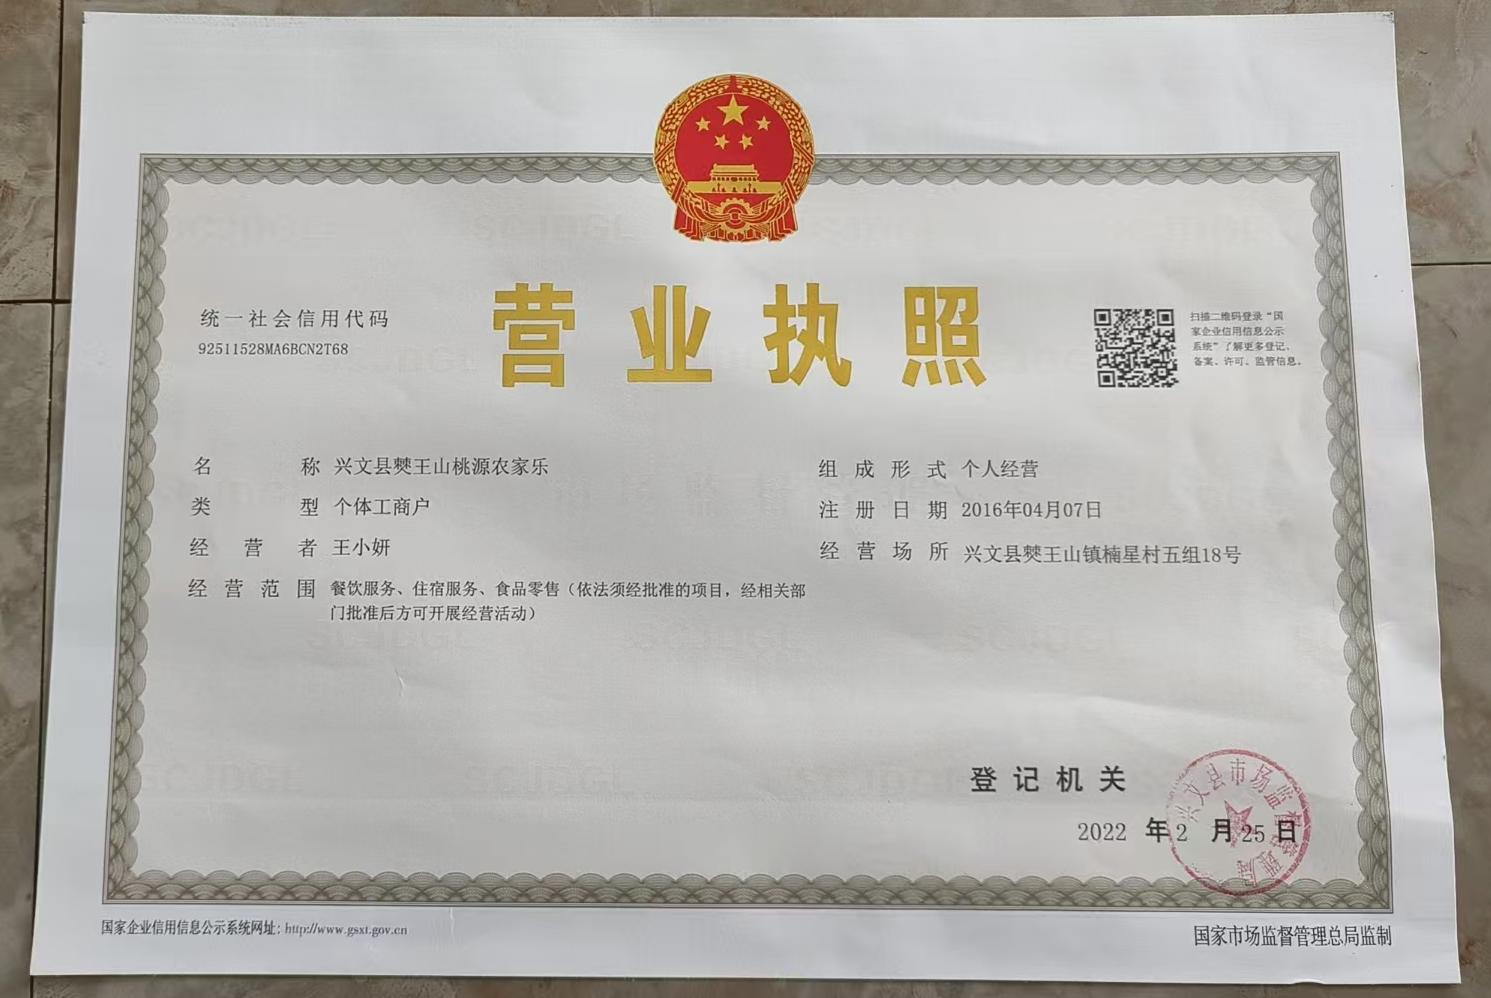 营业执照
统一社会信用代码
92511528MA6BCN2T68
扫描二维码登录“国
家企业信用信息公示
系统”了解更多登记、
备案、许可、监管信息。
名称 兴文县僰王山桃源农家乐
类型 个体工商户
经营者 王小妍
经营范围 餐饮服务、住宿服务、食品零售（依法须经批准的项目，经相关部
门批准后方可开展经营活动）
组成形式 个人经营
注册日期 2016年04月07日
经营场所 兴文县僰王山镇楠星村五组18号
登记机关
2022 年 2 月 25 日
兴文县市场监督管理局
国家企业信用信息公示系统网址：http://www.gsxt.gov.cn
国家市场监督管理总局监制